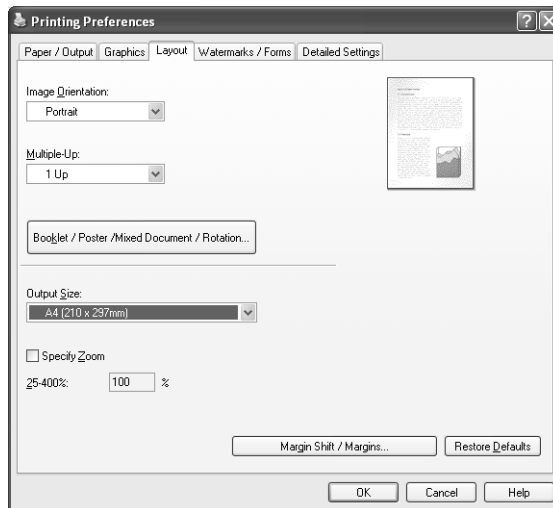 Printing Preferences
Paper / Output Graphics Layout Watermarks / Forms Detailed Settings
Image Orientation:
Portrait
Multiple-Up:
1 Up
Booklet / Poster /Mixed Document / Rotation...
Output Size:
A4 (210 x 297mm)
Specify Zoom
25-400%: 100 %
Margin Shift / Margins... Restore Defaults
OK Cancel Help